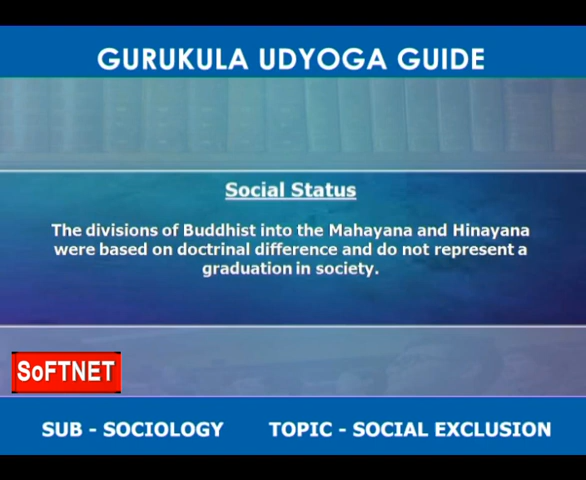 GURUKULA UDYOGA GUIDE
Social Status
The divisions of Buddhist into the Mahayana and Hinayana
were based on doctrinal difference and do not represent a
graduation in society.
SoFTNET
SUB - SOCIOLOGY TOPIC - SOCIAL EXCLUSION